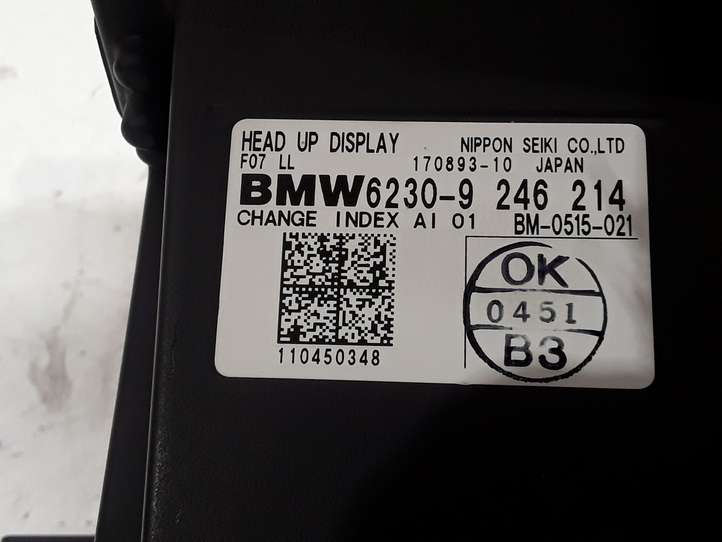 HEAD UP DISPLAY NIPPON SEIKI CO.,LTD
F07 LL 170893-10 JAPAN
BMW6230-9 246 214
CHANGE INDEX AI 01 BM-0515-021
OK
0451
B3
110450348